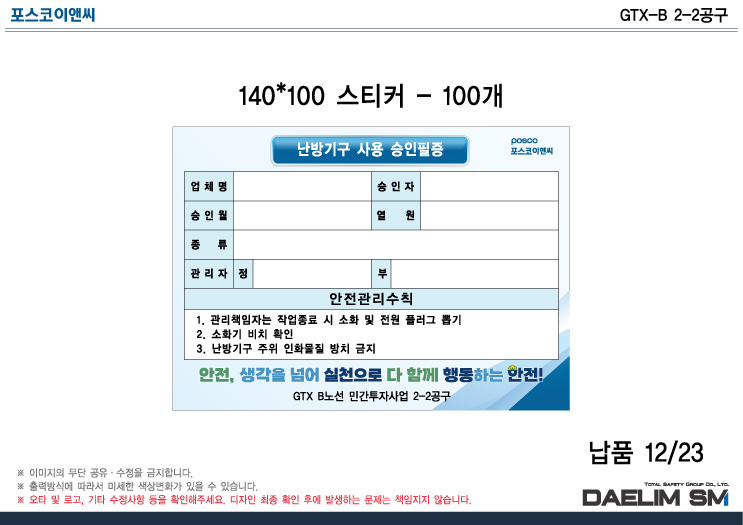 포스코이앤씨
GTX-B 2-2공구
140*100 스티커 - 100개
난방기구 사용 승인필증
posco
포스코이앤씨
업체명 승인자
승인월 열 원
종 류
관리자 정 부
안전관리수칙
1. 관리책임자는 작업종료 시 소화 및 전원 플러그 뽑기
2. 소화기 비치 확인
3. 난방기구 주위 인화물질 방치 금지
안전, 생각을 넘어 실천으로 다 함께 행동하는 안전!
GTX B노선 민간투자사업 2-2공구
납품 12/23
※ 이미지의 무단 공유·수정을 금지합니다.
※ 출력방식에 따라서 미세한 색상변화가 있을 수 있습니다.
※ 오타 및 로고, 기타 수정사항 등을 확인해주세요. 디자인 최종 확인 후에 발생하는 문제는 책임지지 않습니다.
Total Safety Group Co., Ltd.
DAELIM SM